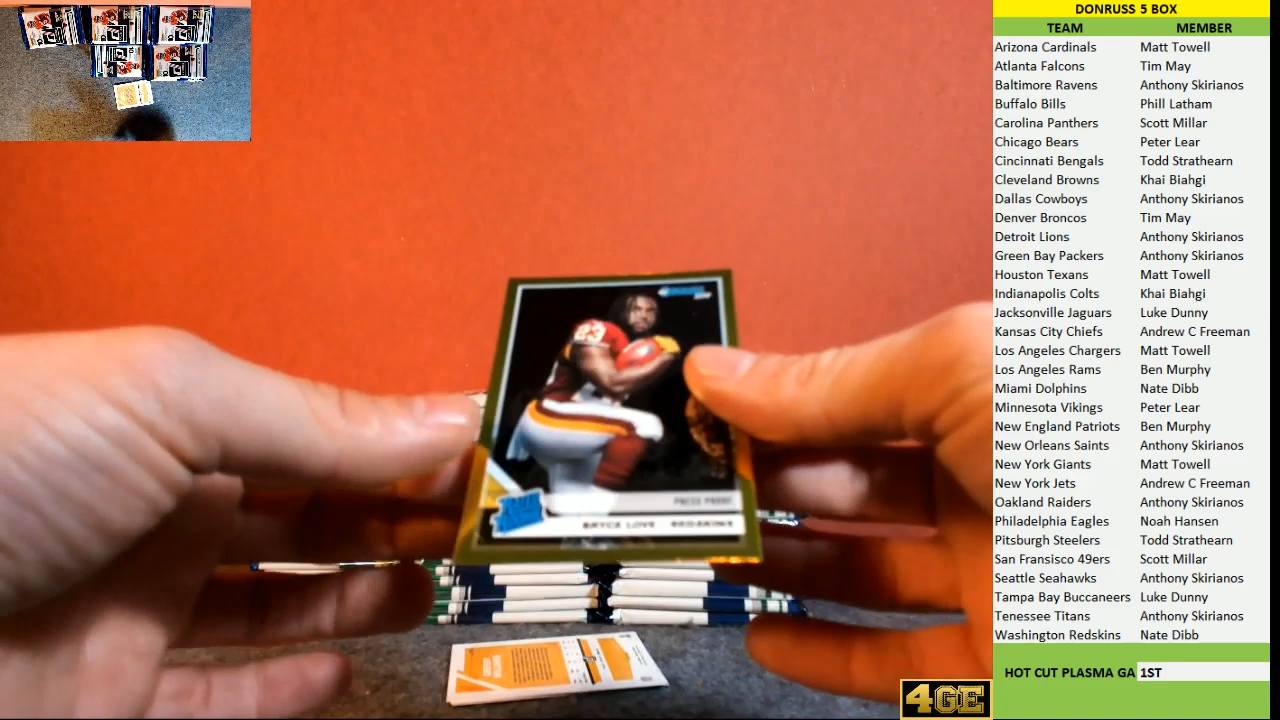 DONRUSS 5 BOX
TEAM MEMBER
Arizona Cardinals Matt Towell
Atlanta Falcons Tim May
Baltimore Ravens Anthony Skirianos
Buffalo Bills Phill Latham
Carolina Panthers Scott Millar
Chicago Bears Peter Lear
Cincinnati Bengals Todd Strathearn
Cleveland Browns Khai Biahgi
Dallas Cowboys Anthony Skirianos
Denver Broncos Tim May
Detroit Lions Anthony Skirianos
Green Bay Packers Anthony Skirianos
Houston Texans Matt Towell
Indianapolis Colts Khai Biahgi
Jacksonville Jaguars Luke Dunny
Kansas City Chiefs Andrew C Freeman
Los Angeles Chargers Matt Towell
Los Angeles Rams Ben Murphy
Miami Dolphins Nate Dibb
Minnesota Vikings Peter Lear
New England Patriots Ben Murphy
New Orleans Saints Anthony Skirianos
New York Giants Matt Towell
New York Jets Andrew C Freeman
Oakland Raiders Anthony Skirianos
Philadelphia Eagles Noah Hansen
Pitsburgh Steelers Todd Strathearn
San Fransisco 49ers Scott Millar
Seattle Seahawks Anthony Skirianos
Tampa Bay Buccaneers Luke Dunny
Tenessee Titans Anthony Skirianos
Washington Redskins Nate Dibb
HOT CUT PLASMA GA 1ST
4GE
23
PRESS PROOF
BRYCE LOVE REDSKINS